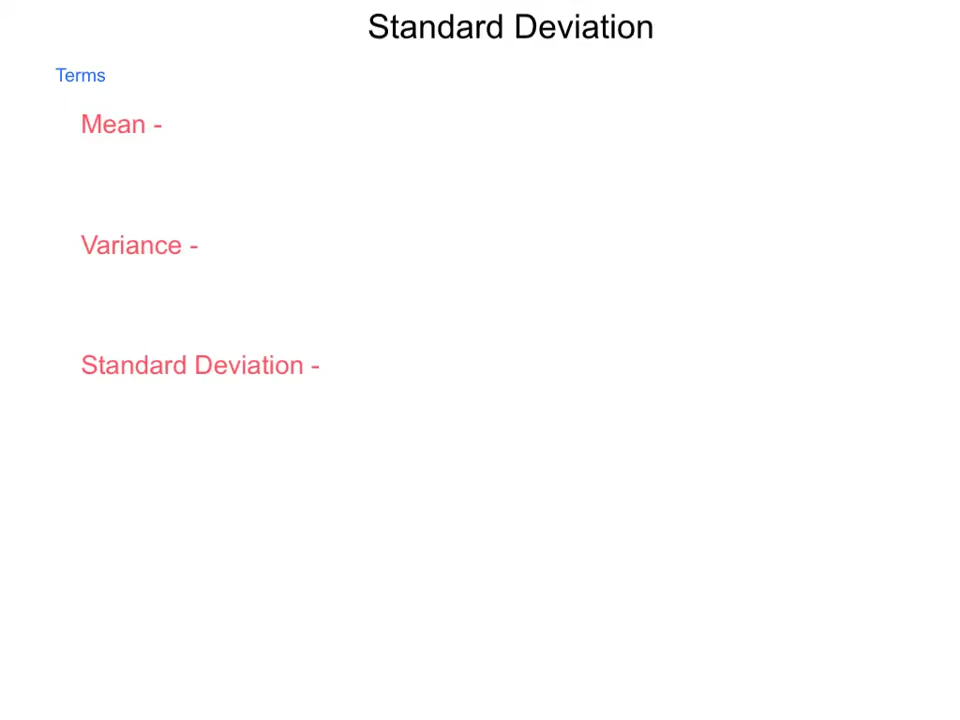 Standard Deviation
Terms
Mean -
Variance -
Standard Deviation -